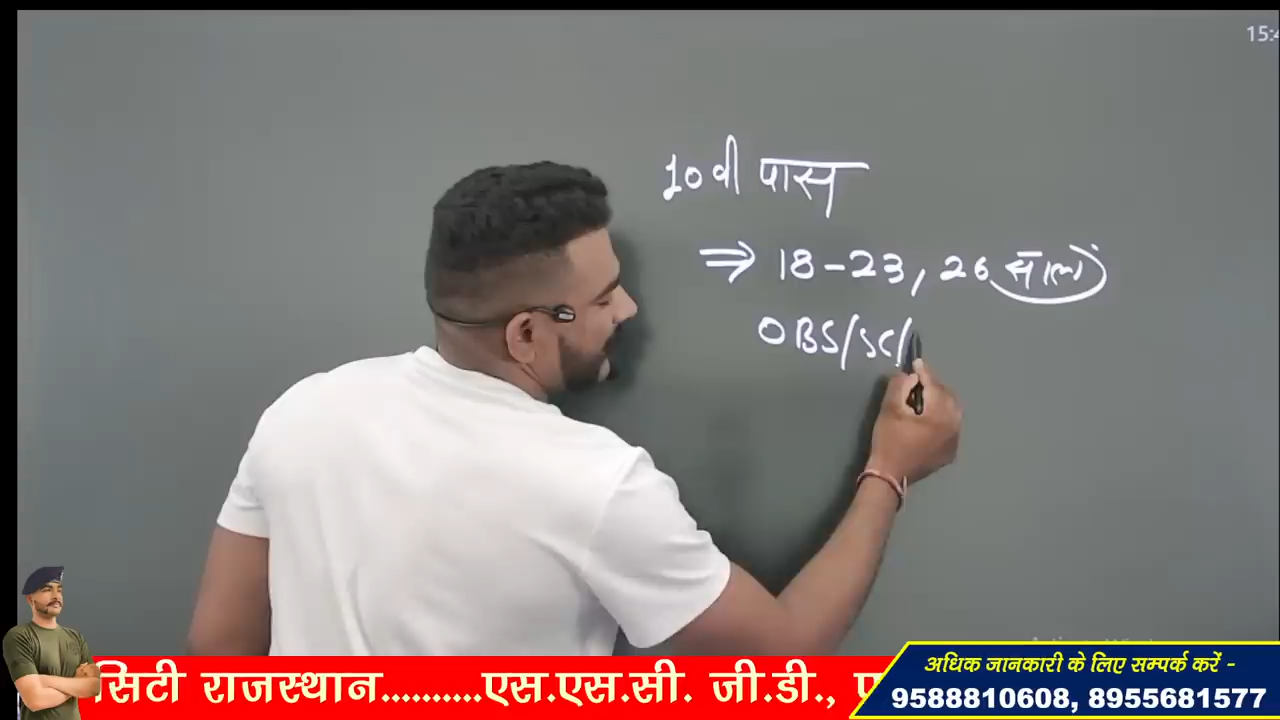 15:4
10वी पास
⇒ 18-23, 26 सालों
OBS/SC/
सिटी राजस्थान..........एस.एस.सी. जी.डी.,
अधिक जानकारी के लिए सम्पर्क करें -
9588810608, 8955681577